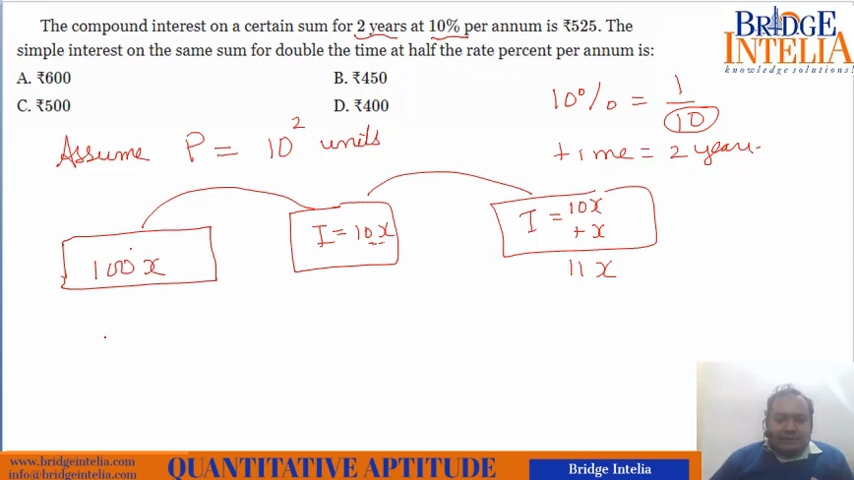 The compound interest on a certain sum for 2 years at 10% per annum is ₹525. The
simple interest on the same sum for double the time at half the rate percent per annum is:
A. ₹600
B. ₹450
C. ₹500
D. ₹400
BRIDGE
INTELIA
knowledge solutions!
10% = 1/10
Assume P = 10² units
time = 2 years
100x
I = 10x
I = 10x
+ x
11 x
www.bridgeintelia.com
info@bridgeintelia.com
QUANTITATIVE APTITUDE
Bridge Intelia